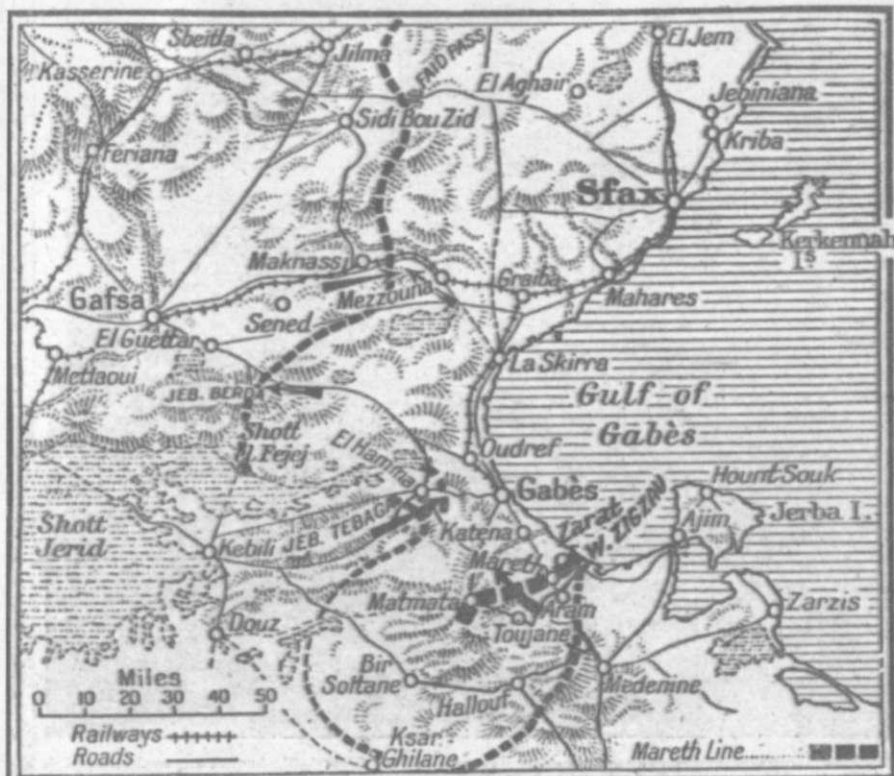 Sbeitla
Jilma
Kasserine
FAID PASS
El Jem
El Aghair
Jebiniana
Sidi Bou Zid
Kriba
Feriana
Sfax
Kerkennah
Is
Maknassi
Mezzouna
Graiba
Mahares
Gafsa
Sened
El Guettar
La Skirra
Metlaoui
JEB. BERDA
Gulf of
Gabès
Shott
El Fejej
El Hamma
Oudref
Hount Souk
Gabès
Jerba I.
Zarat
W. ZIGZAU
Ajim
Shott
Jerid
Kebili
JEB. TEBAGA
Katena
Mareth
Matmata
Aram
Zarzis
Douz
Toujane
Bir
Soltane
Hallouf
Medenine
Miles
0 10 20 30 40 50
Railways
Roads
Ksar
Ghilane
Mareth Line